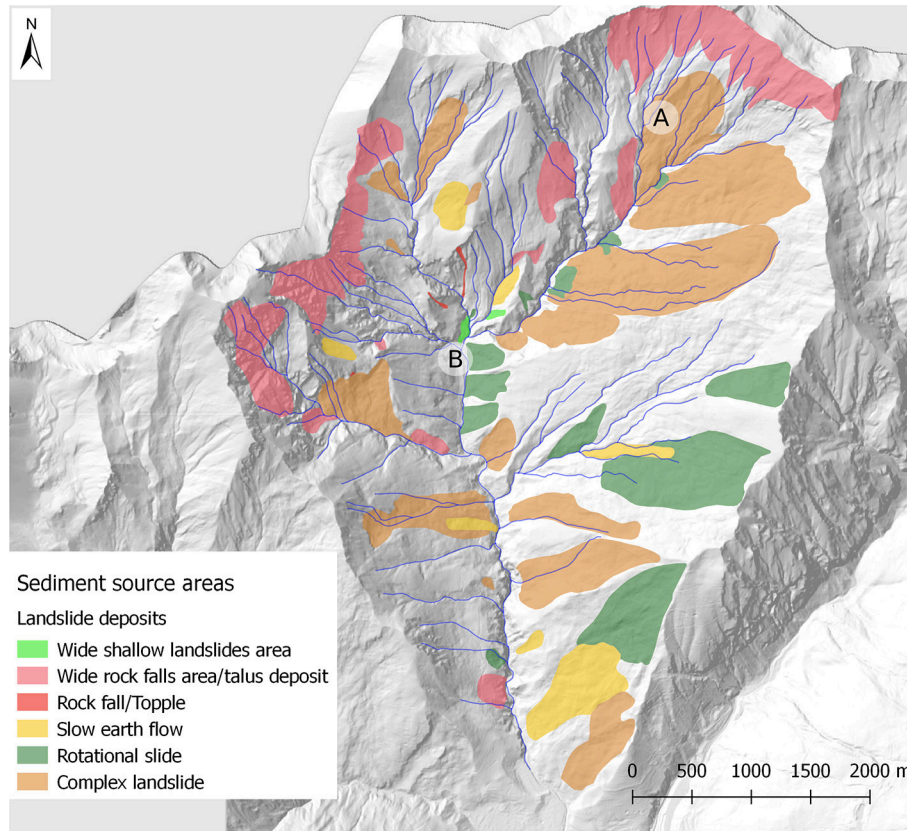 N
A
B
Sediment source areas
Landslide deposits
Wide shallow landslides area
Wide rock falls area/talus deposit
Rock fall/Topple
Slow earth flow
Rotational slide
Complex landslide
0 500 1000 1500 2000 m